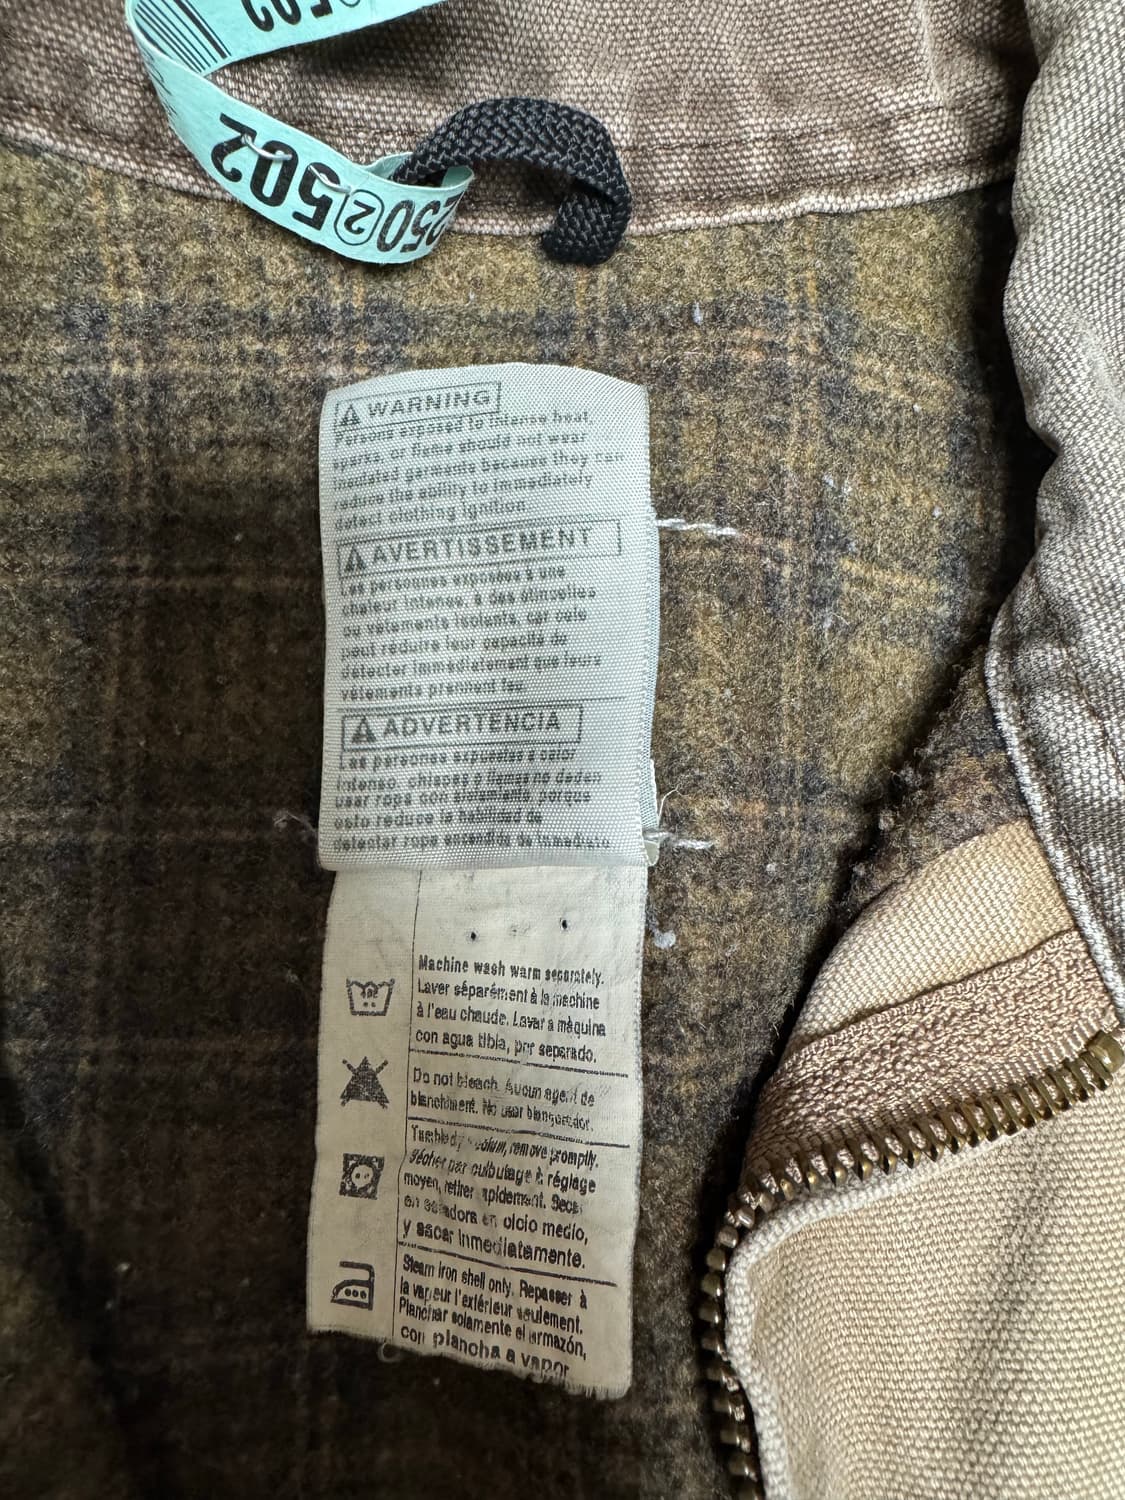 502
2502
502
2502
WARNING
Persons exposed to intense heat,
sparks, or flame should not wear
insulated garments because they can
reduce the ability to immediately
detect clothing ignition.
AVERTISSEMENT
Les personnes exposées à une
chaleur intense, à des étincelles
ou vêtements isolants, car cela
peut réduire leur capacité de
détecter immédiatement que leurs
vêtements prennent feu.
ADVERTENCIA
Las personas expuestas a calor
intenso, chispas o llamas no deben
usar ropa con aislamiento, porque
esto reduce la habilidad de
detectar ropa encendida de inmediato.
Machine wash warm separately.
Laver séparément à la machine
à l'eau chaude. Lavar a màquina
con agua tibia, por separado.
Do not bleach. Aucun agent de
blanchiment. No usar blanqueador.
Tumble dry medium, remove promptly.
Sécher par culbutage à réglage
moyen, retirer rapidement. Secar
en secadora en ciclo medio,
y sacar inmediatamente.
Steam iron shell only. Repasser à
la vapeur l'extérieur seulement.
Planchar solamente el armazón,
con plancha a vapor